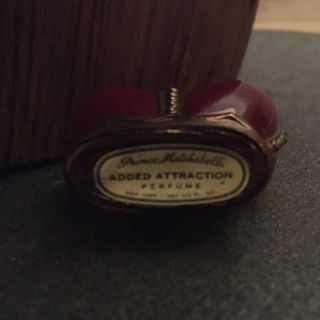 Prince Matchabelli
ADDED ATTRACTION
PERFUME
NEW YORK